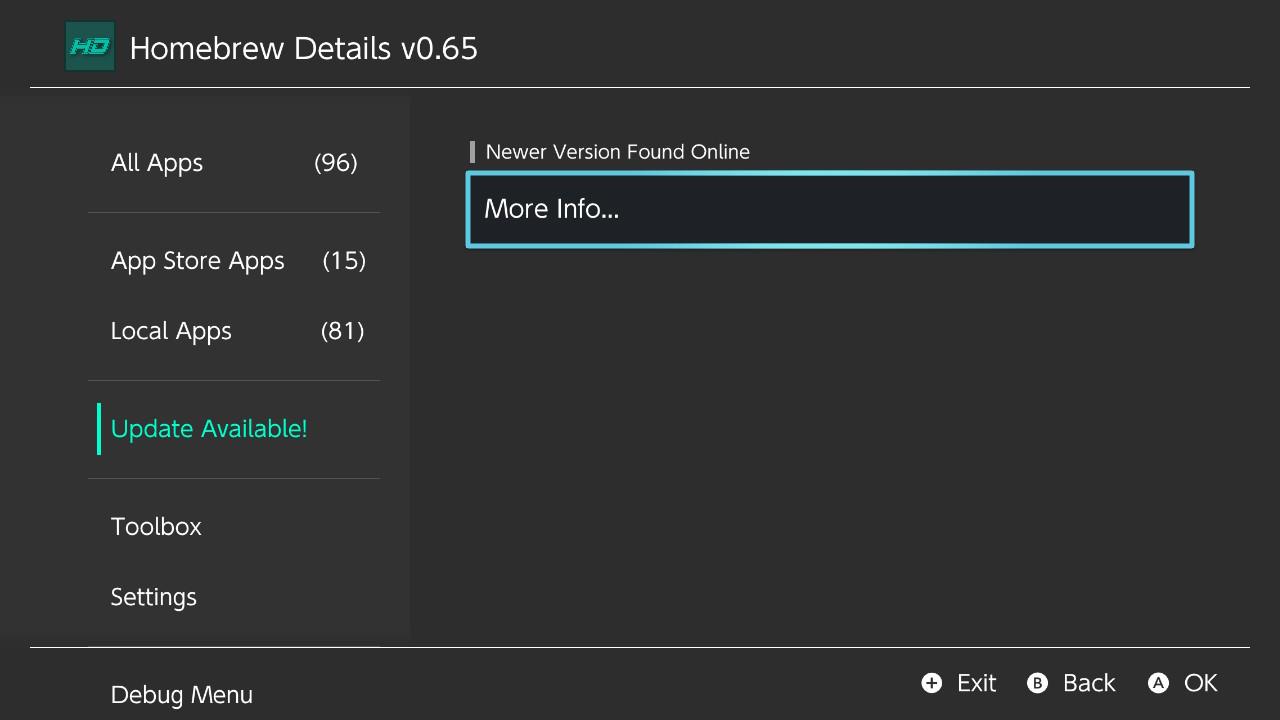 HD Homebrew Details v0.65
All Apps (96)
App Store Apps (15)
Local Apps (81)
Update Available!
Toolbox
Settings
Debug Menu
Newer Version Found Online
More Info...
+ Exit B Back A OK